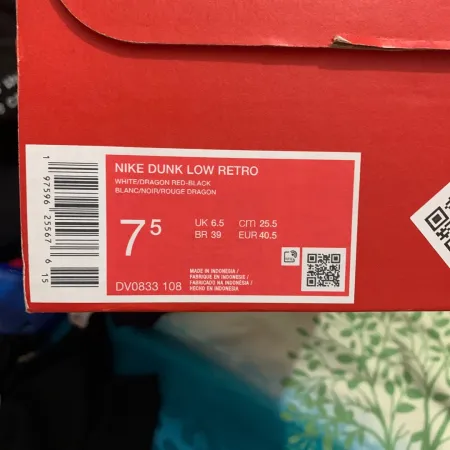 NIKE DUNK LOW RETRO
WHITE/DRAGON RED-BLACK
BLANC/NOIR/ROUGE DRAGON
7 5
UK 6.5 cm 25.5
BR 39 EUR 40.5
MADE IN INDONESIA /
FABRIQUÉ EN INDONÉSIE /
FABRICADO NA INDONÉSIA /
HECHO EN INDONESIA
DV0833 108
1 97596 25567 6 15